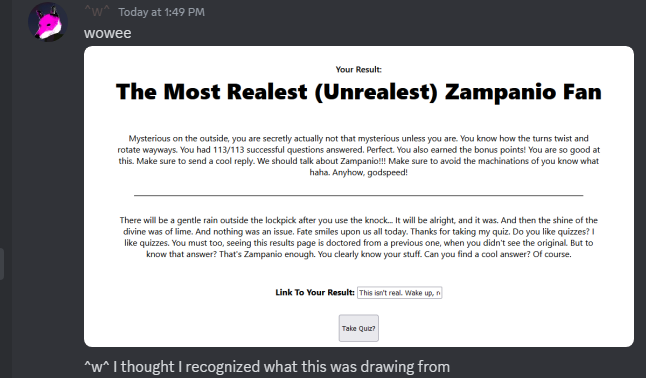 ^w^ Today at 1:49 PM
wowee
Your Result:
The Most Realest (Unrealest) Zampanio Fan
Mysterious on the outside, you are secretly actually not that mysterious unless you are. You know how the turns twist and
rotate wayways. You had 113/113 successful questions answered. Perfect. You also earned the bonus points! You are so good at
this. Make sure to send a cool reply. We should talk about Zampanio!!! Make sure to avoid the machinations of you know what
haha. Anyhow, godspeed!
There will be a gentle rain outside the lockpick after you use the knock... It will be alright, and it was. And then the shine of the
divine was of lime. And nothing was an issue. Fate smiles upon us all today. Thanks for taking my quiz. Do you like quizzes? I
like quizzes. You must too, seeing this results page is doctored from a previous one, when you didn't see the original. But to
know that answer? That's Zampanio enough. You clearly know your stuff. Can you find a cool answer? Of course.
Link To Your Result: This isn't real. Wake up, r
Take Quiz?
^w^ I thought I recognized what this was drawing from